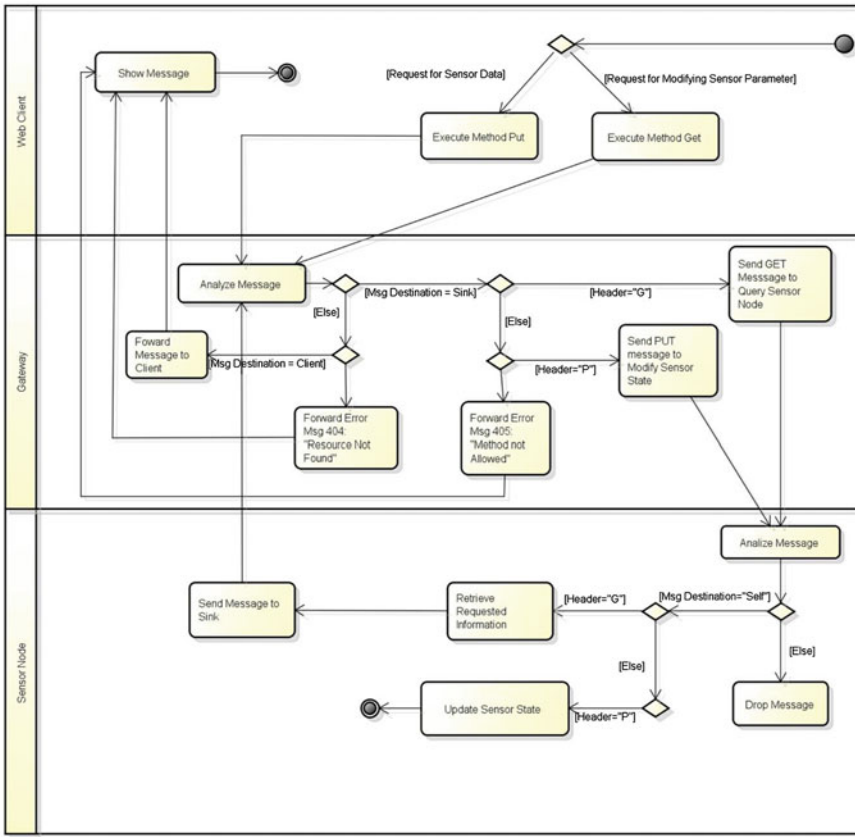 Web Client
Show Message
[Request for Sensor Data]
[Request for Modifying Sensor Parameter]
Execute Method Put
Execute Method Get
Gateway
Analyze Message
[Msg Destination = Sink]
[Header="G"]
Send GET
Messsage to
Query Sensor
Node
[Else]
[Else]
Foward
Message to
Client
[Msg Destination = Client]
[Header="P"]
Send PUT
message to
Modify Sensor
State
Forward Error
Msg 404:
"Resource Not
Found"
Forward Error
Msg 405:
"Method not
Allowed"
Sensor Node
Analize Message
Send Message to
Sink
Retrieve
Requested
Information
[Header="G"]
[Msg Destination="Self"]
[Else]
[Else]
Update Sensor State
[Header="P"]
Drop Message